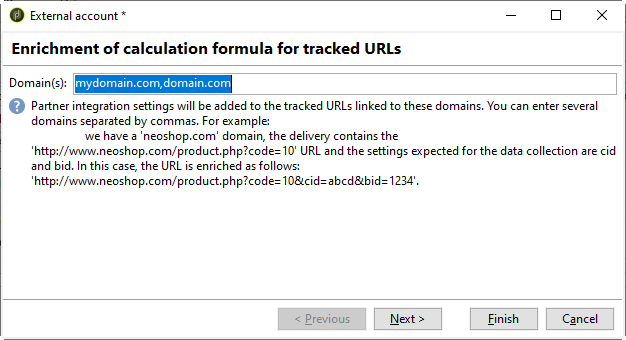 External account *
Enrichment of calculation formula for tracked URLs
Domain(s): mydomain.com,domain.com
Partner integration settings will be added to the tracked URLs linked to these domains. You can enter several
domains separated by commas. For example:
we have a 'neoshop.com' domain, the delivery contains the
'http://www.neoshop.com/product.php?code=10' URL and the settings expected for the data collection are cid
and bid. In this case, the URL is enriched as follows:
'http://www.neoshop.com/product.php?code=10&cid=abcd&bid=1234'.
< Previous Next > Finish Cancel